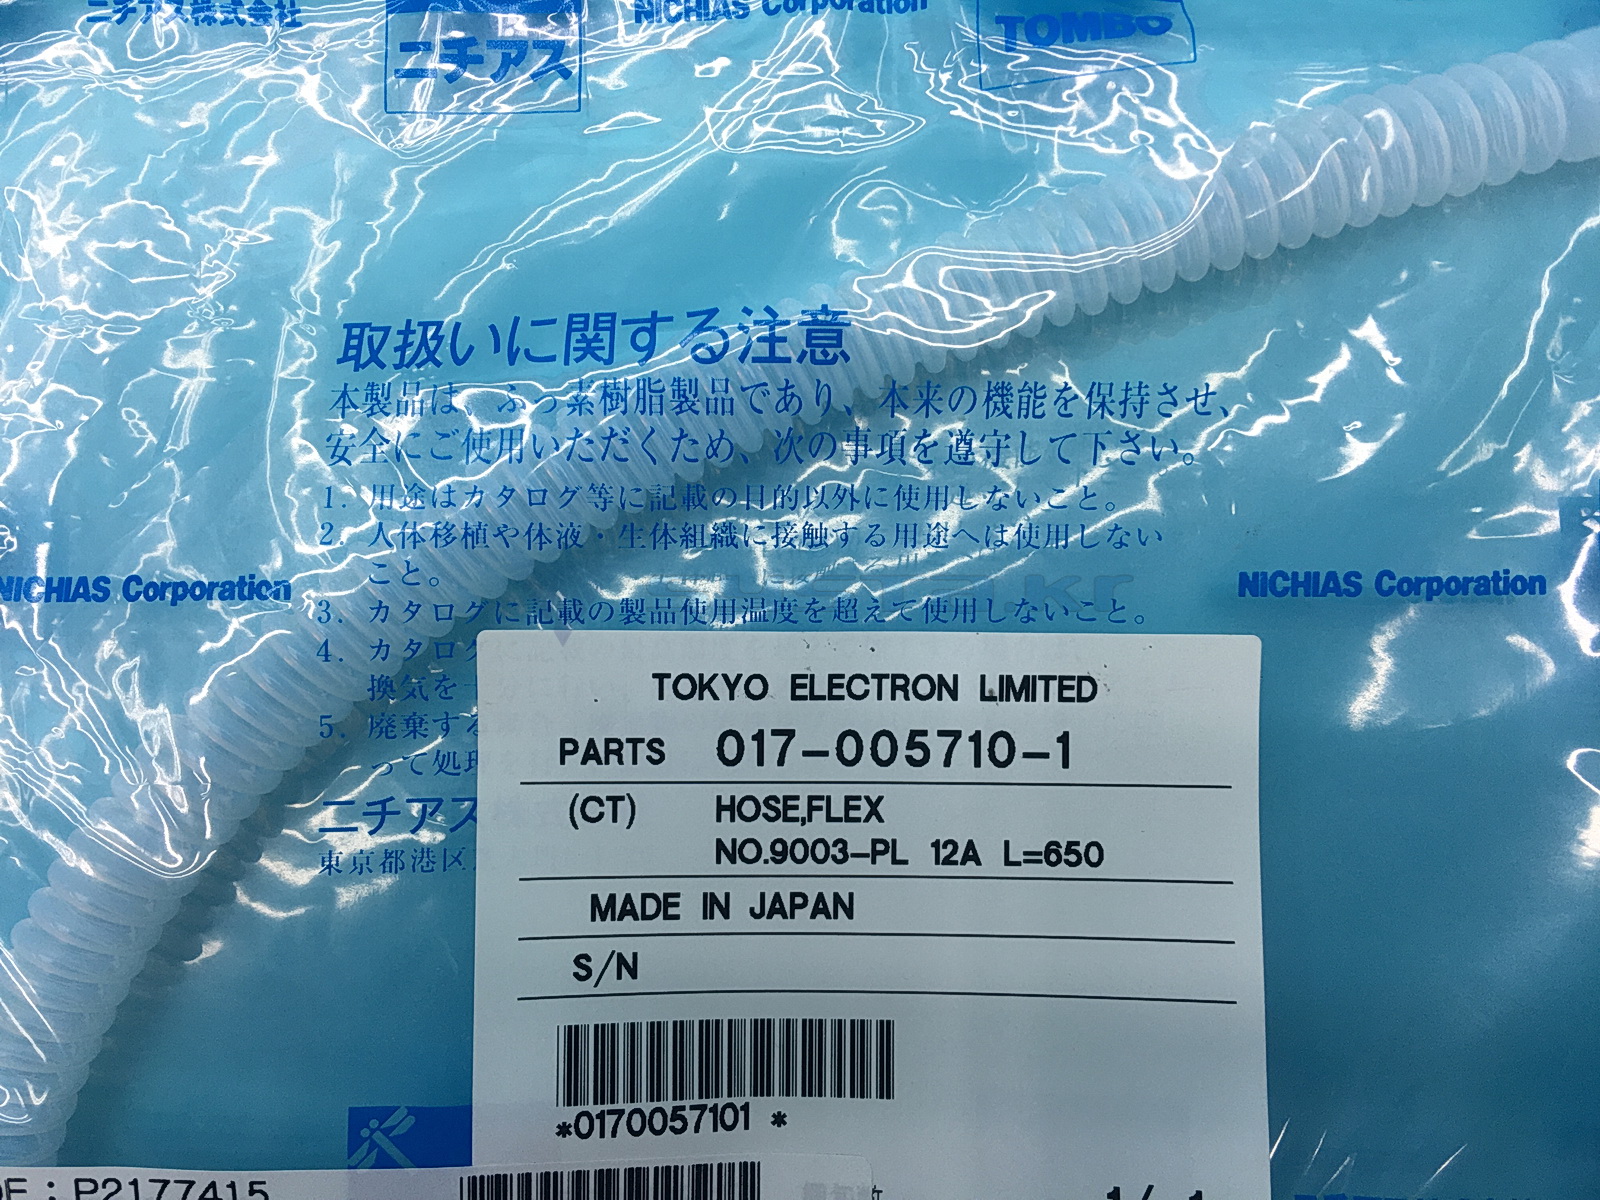 ニチアス株式会社
ニチアス
NICHIAS Corporation
TOMBO
取扱いに関する注意
本製品は、ふっ素樹脂製品であり、本来の機能を保持させ、
安全にご使用いただくため、次の事項を遵守して下さい。
1. 用途はカタログ等に記載の目的以外に使用しないこと。
2. 人体移植や体液・生体組織に接触する用途へは使用しない
こと。
NICHIAS Corporation
NICHIAS Corporation
3. カタログに記載の製品使用温度を超えて使用しないこと。
4. カタログ
換気を
5. 廃棄する
って処理
ニチアス
東京都港区
TOKYO ELECTRON LIMITED
PARTS 017-005710-1
(CT) HOSE,FLEX
NO.9003-PL 12A L=650
MADE IN JAPAN
S/N
*0170057101 *
DE : P2177415
1/ 1